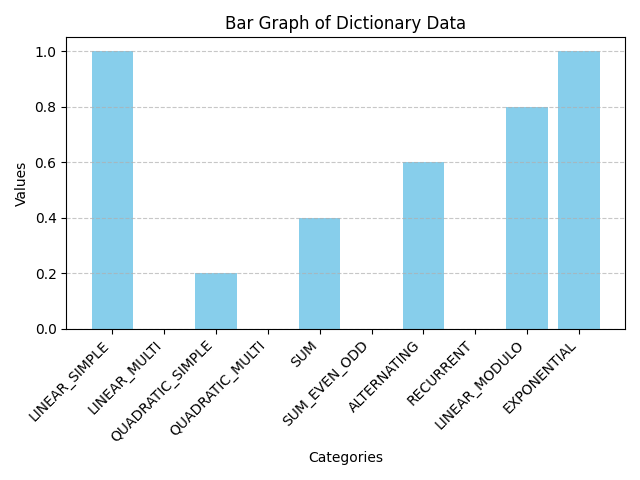 Bar Graph of Dictionary Data
Values
1.0
0.8
0.6
0.4
0.2
0.0
LINEAR_SIMPLE
LINEAR_MULTI
QUADRATIC_SIMPLE
QUADRATIC_MULTI
SUM
SUM_EVEN_ODD
ALTERNATING
RECURRENT
LINEAR_MODULO
EXPONENTIAL
Categories